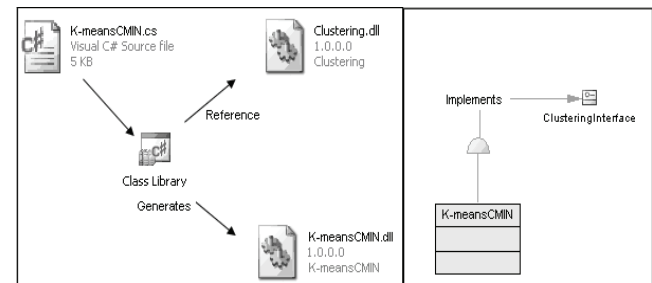 K-meansCMIN.cs
Visual C# Source file
5 KB
Clustering.dll
1.0.0.0
Clustering
Reference
C#
Class Library
Generates
K-meansCMIN.dll
1.0.0.0
K-meansCMIN
Implements
ClusteringInterface
K-meansCMIN